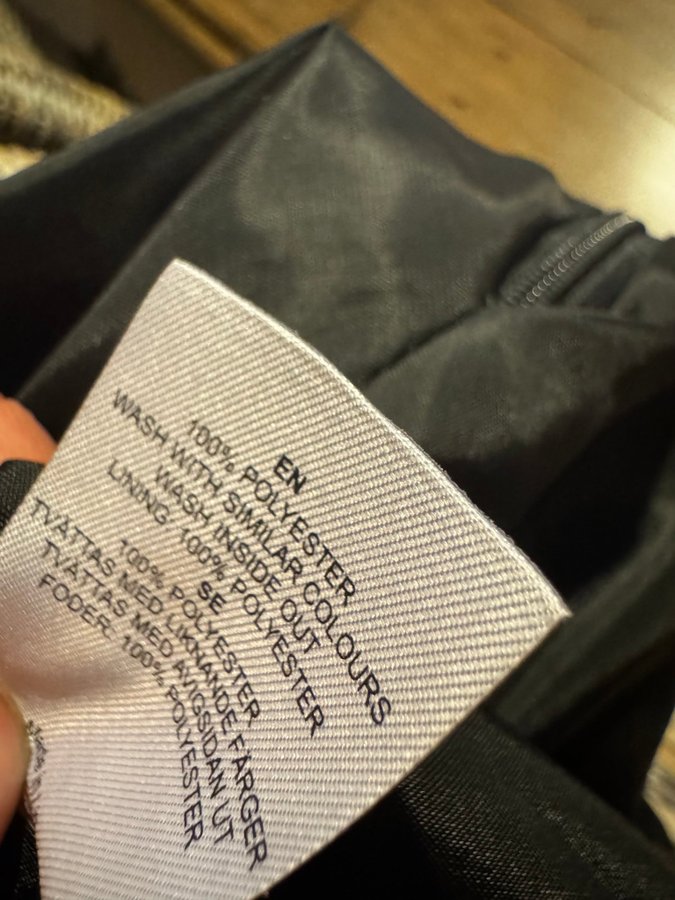 EN
100% POLYESTER
WASH WITH SIMILAR COLOURS
WASH INSIDE OUT
LINING: 100% POLYESTER
SE
100% POLYESTER
TVÄTTAS MED LIKNANDE FÄRGER
TVÄTTAS MED AVIGSIDAN UT
FODER: 100% POLYESTER